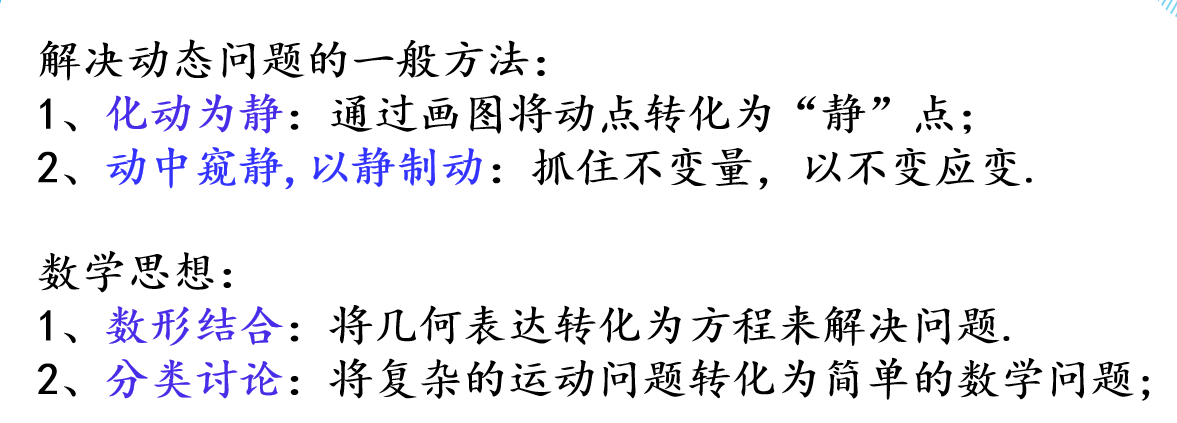 解决动态问题的一般方法：
1、化动为静：通过画图将动点转化为“静”点；
2、动中窥静,以静制动：抓住不变量，以不变应变.
数学思想：
1、数形结合：将几何表达转化为方程来解决问题.
2、分类讨论：将复杂的运动问题转化为简单的数学问题；